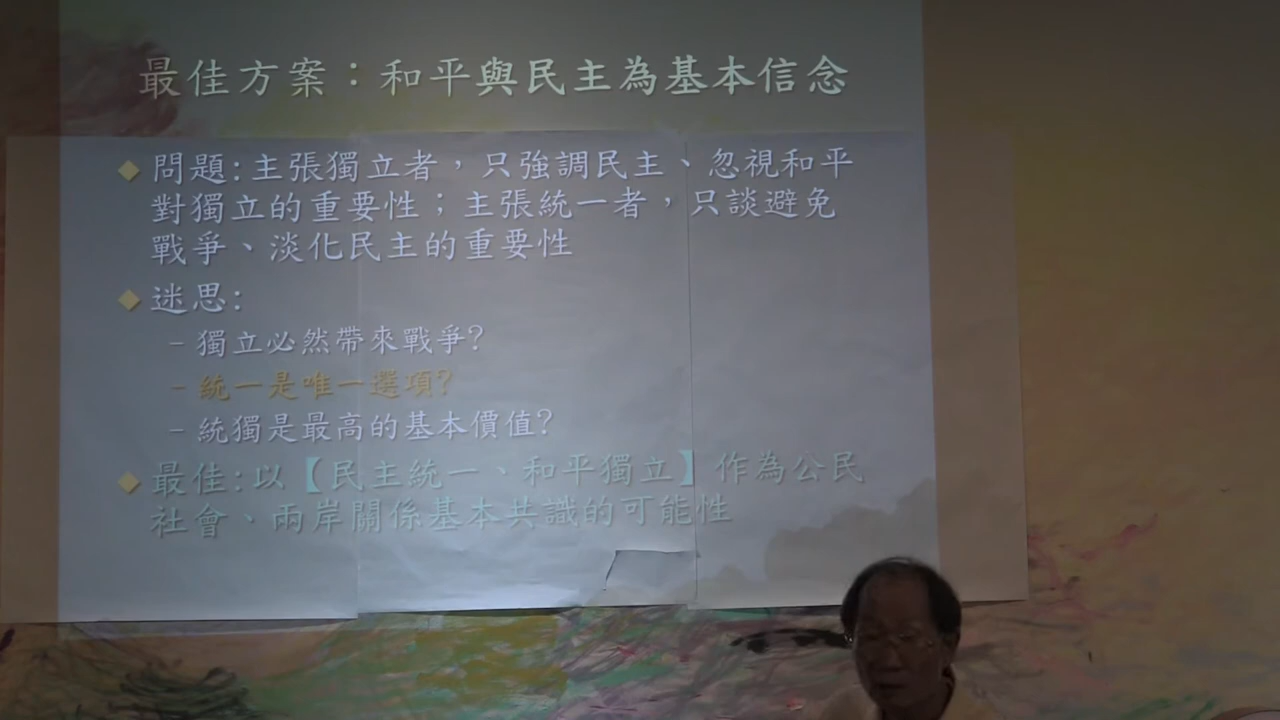 最佳方案：和平與民主為基本信念
◆ 問題:主張獨立者，只強調民主、忽視和平
對獨立的重要性；主張統一者，只談避免
戰爭、淡化民主的重要性
◆ 迷思:
– 獨立必然帶來戰爭?
– 統一是唯一選項?
– 統獨是最高的基本價值?
◆ 最佳:以【民主統一、和平獨立】作為公民
社會、兩岸關係基本共識的可能性